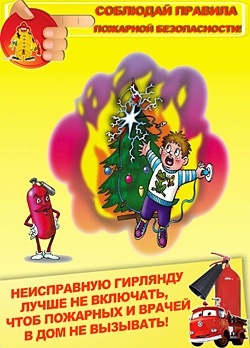 СОБЛЮДАЙ ПРАВИЛА
ПОЖАРНОЙ БЕЗОПАСНОСТИ!
НЕИСПРАВНУЮ ГИРЛЯНДУ
ЛУЧШЕ НЕ ВКЛЮЧАТЬ,
ЧТОБ ПОЖАРНЫХ И ВРАЧЕЙ
В ДОМ НЕ ВЫЗЫВАТЬ!